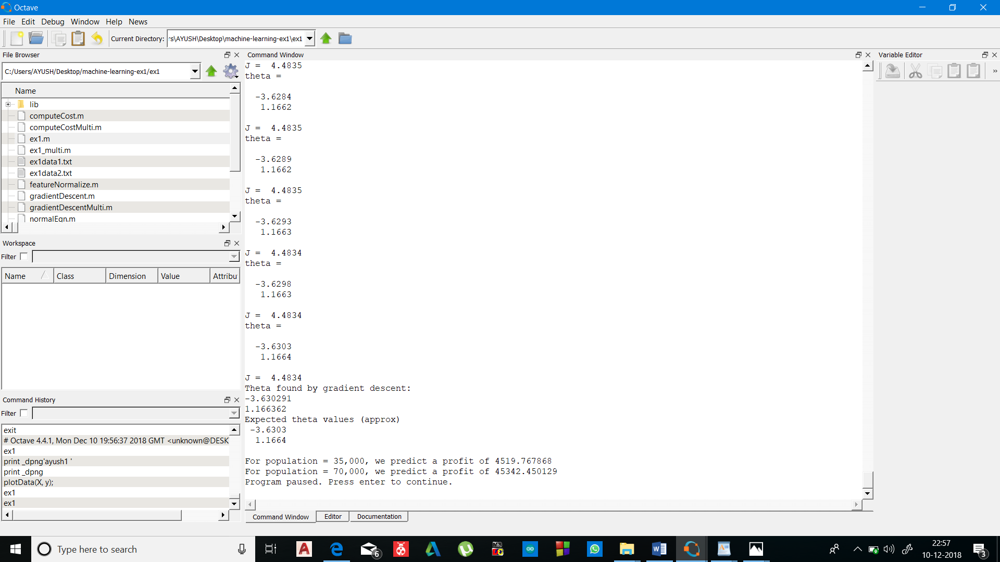 Octave
File Edit Debug Window Help News
Current Directory: rs\AYUSH\Desktop\machine-learning-ex1\ex1
File Browser
C:/Users/AYUSH/Desktop/machine-learning-ex1/ex1
Name
lib
computeCost.m
computeCostMulti.m
ex1.m
ex1_multi.m
ex1data1.txt
ex1data2.txt
featureNormalize.m
gradientDescent.m
gradientDescentMulti.m
normalEqn.m
Workspace
Filter
Name Class Dimension Value Attribu
Command History
Filter
exit
# Octave 4.4.1, Mon Dec 10 19:56:37 2018 GMT <unknown@DESK
ex1
print _dpng'ayush1 '
print _dpng
plotData(X, y);
ex1
ex1
Command Window
J =  4.4835
theta =
-3.6284
1.1662
J =  4.4835
theta =
-3.6289
1.1662
J =  4.4835
theta =
-3.6293
1.1663
J =  4.4834
theta =
-3.6298
1.1663
J =  4.4834
theta =
-3.6303
1.1664
J =  4.4834
Theta found by gradient descent:
-3.630291
1.166362
Expected theta values (approx)
-3.6303
1.1664
For population = 35,000, we predict a profit of 4519.767868
For population = 70,000, we predict a profit of 45342.450129
Program paused. Press enter to continue.
Command Window Editor Documentation
Variable Editor
»
Type here to search
6
MS
22:57
10-12-2018
3